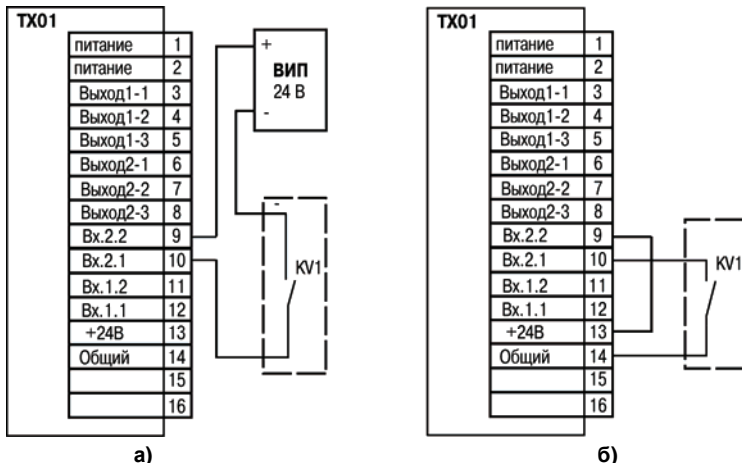 TX01
питание 1
питание 2
Выход1-1 3
Выход1-2 4
Выход1-3 5
Выход2-1 6
Выход2-2 7
Выход2-3 8
Вх.2.2 9
Вх.2.1 10
Вх.1.2 11
Вх.1.1 12
+24В 13
Общий 14
15
16
+
ВИП
24 В
-
-
KV1
а)
TX01
питание 1
питание 2
Выход1-1 3
Выход1-2 4
Выход1-3 5
Выход2-1 6
Выход2-2 7
Выход2-3 8
Вх.2.2 9
Вх.2.1 10
Вх.1.2 11
Вх.1.1 12
+24В 13
Общий 14
15
16
KV1
б)